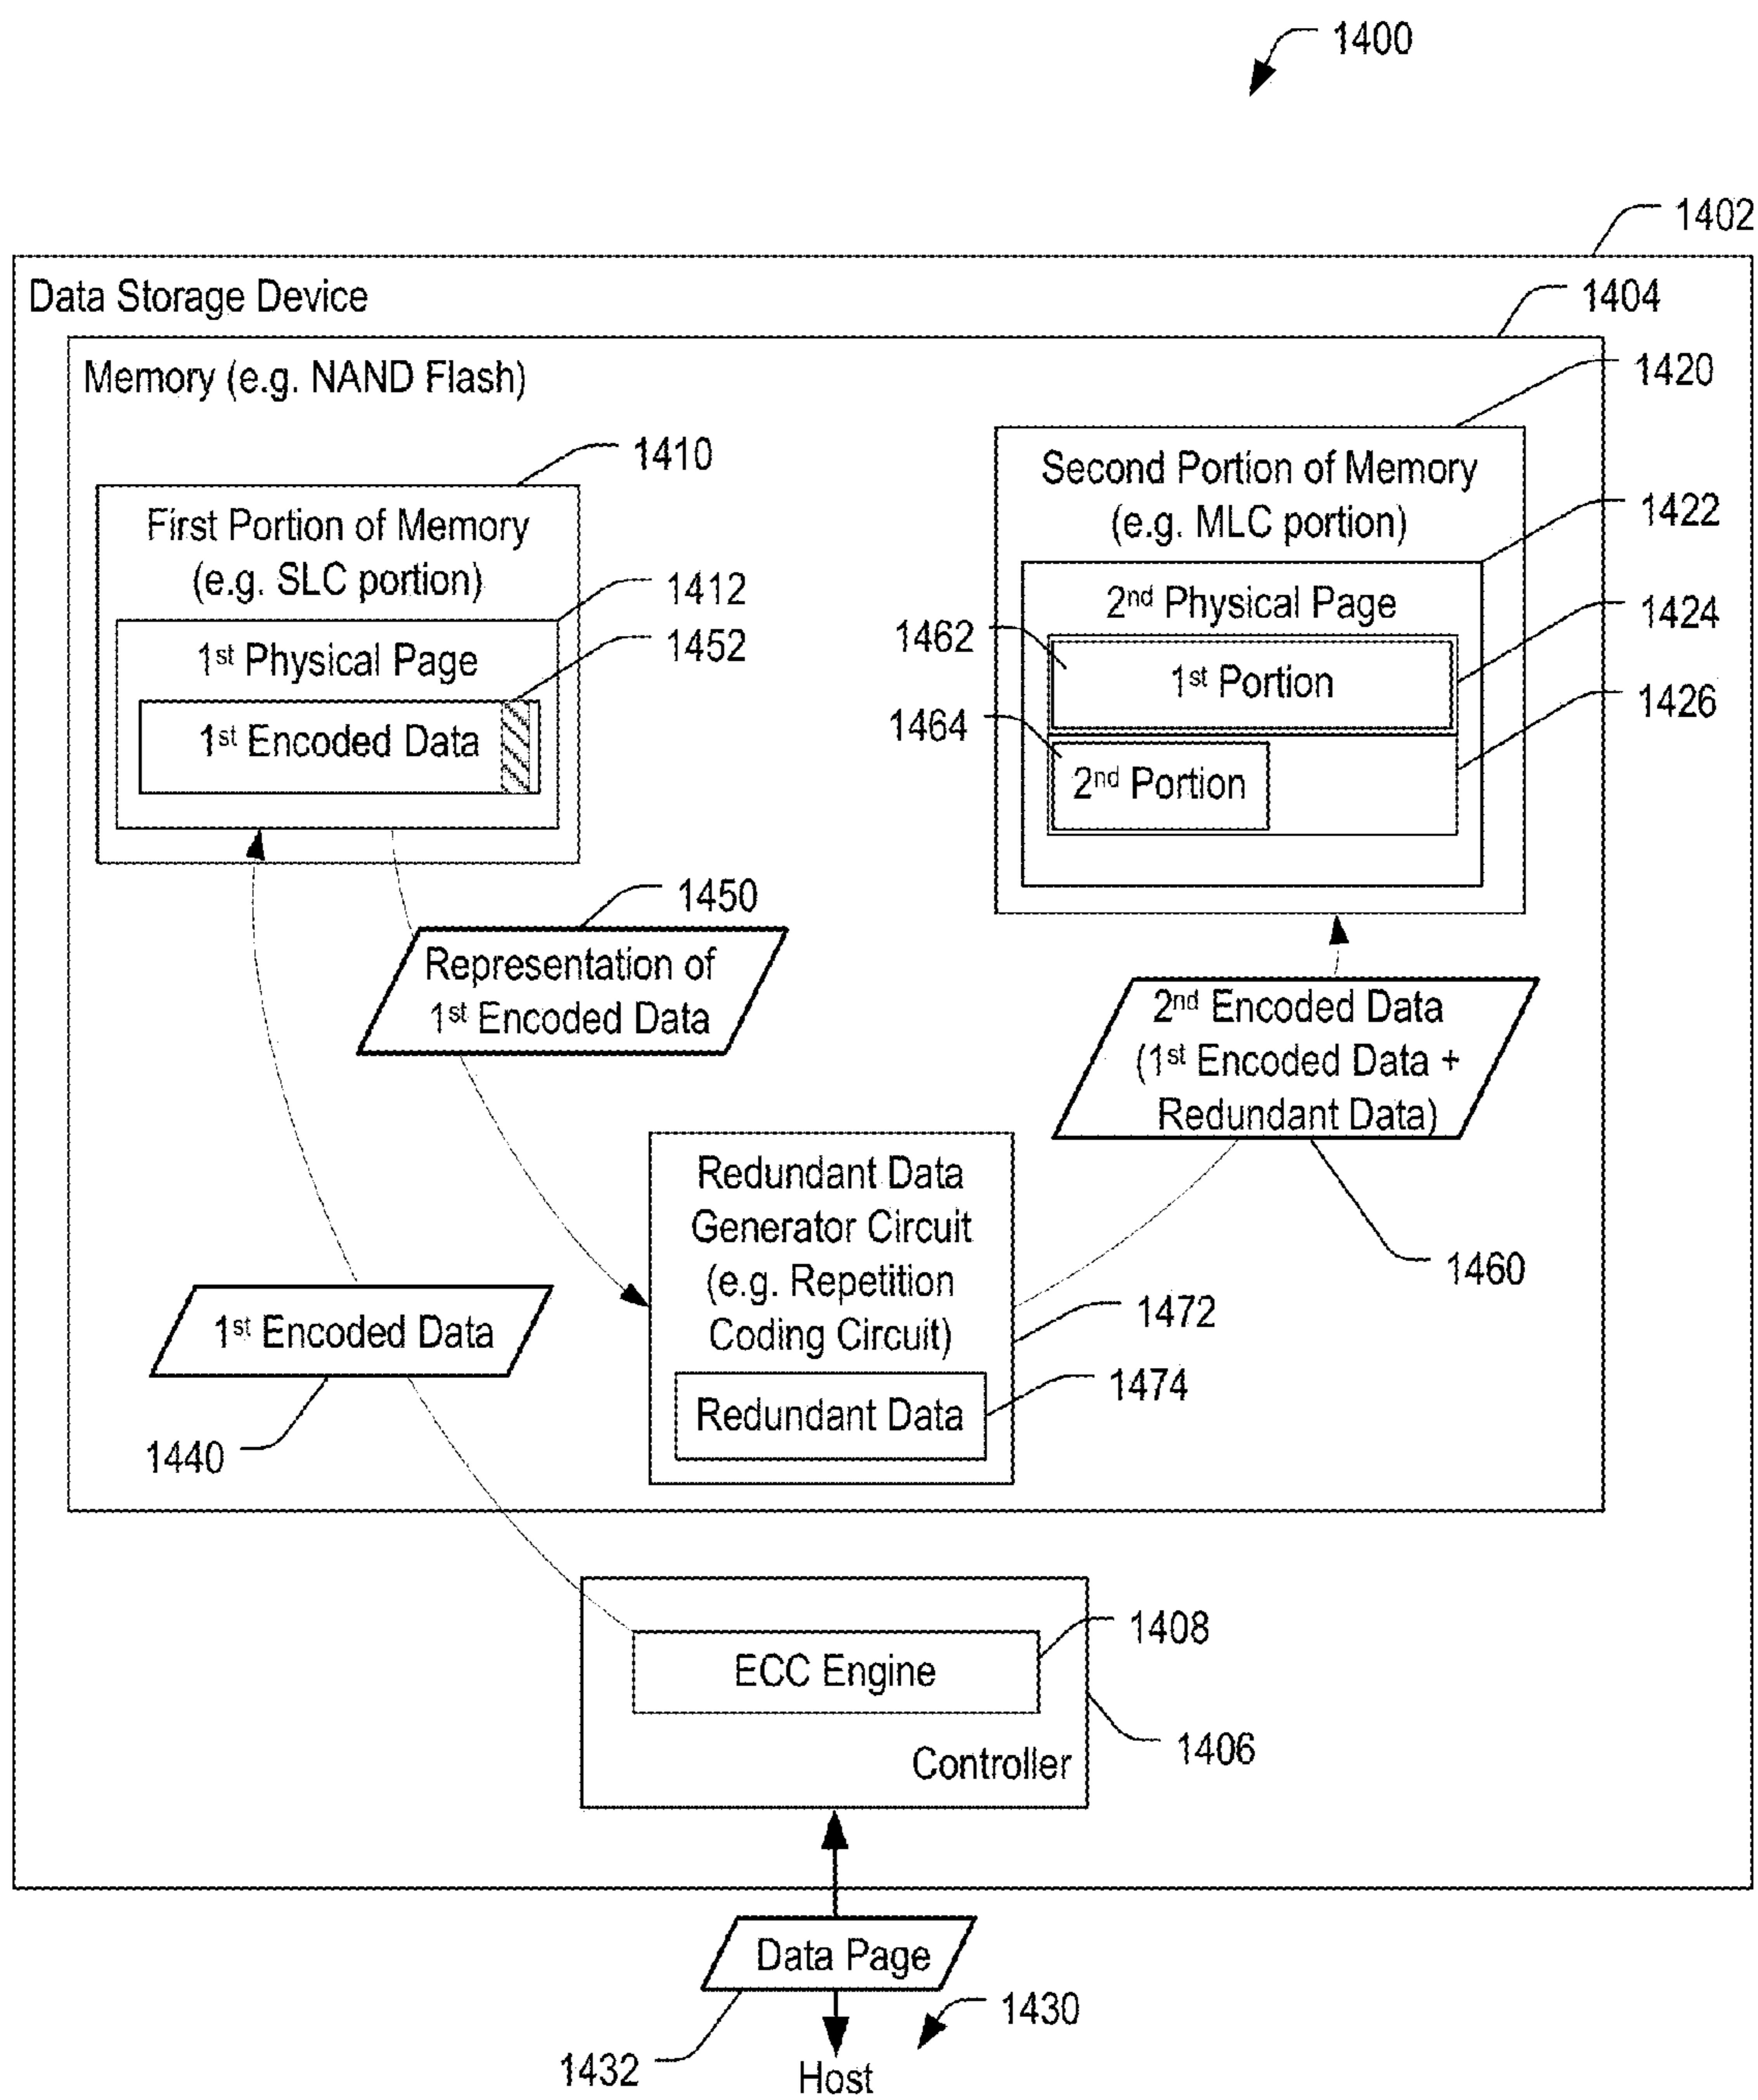 1400
1402
Data Storage Device
1404
Memory (e.g. NAND Flash)
1420
1410
Second Portion of Memory
(e.g. MLC portion)
1422
First Portion of Memory
(e.g. SLC portion)
1412
2nd Physical Page
1424
1462
1452
1st Physical Page
1st Portion
1426
1464
1st Encoded Data
2nd Portion
1450
Representation of
1st Encoded Data
2nd Encoded Data
(1st Encoded Data +
Redundant Data)
1460
Redundant Data
Generator Circuit
(e.g. Repetition
Coding Circuit)
1472
1st Encoded Data
1474
Redundant Data
1440
1408
ECC Engine
1406
Controller
Data Page
1430
1432
Host